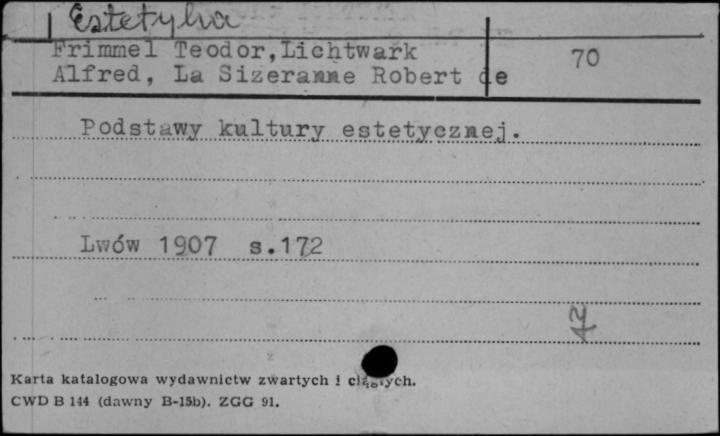 Estetyka
Frimmel Teodor, Lichtwark 70
Alfred, La Sizeranne Robert de
Podstawy kultury estetycznej.
Lwów 1907 s.172
7
Karta katalogowa wydawnictw zwartych i ciągłych.
CWD B 144 (dawny B-15b). ZGG 91.